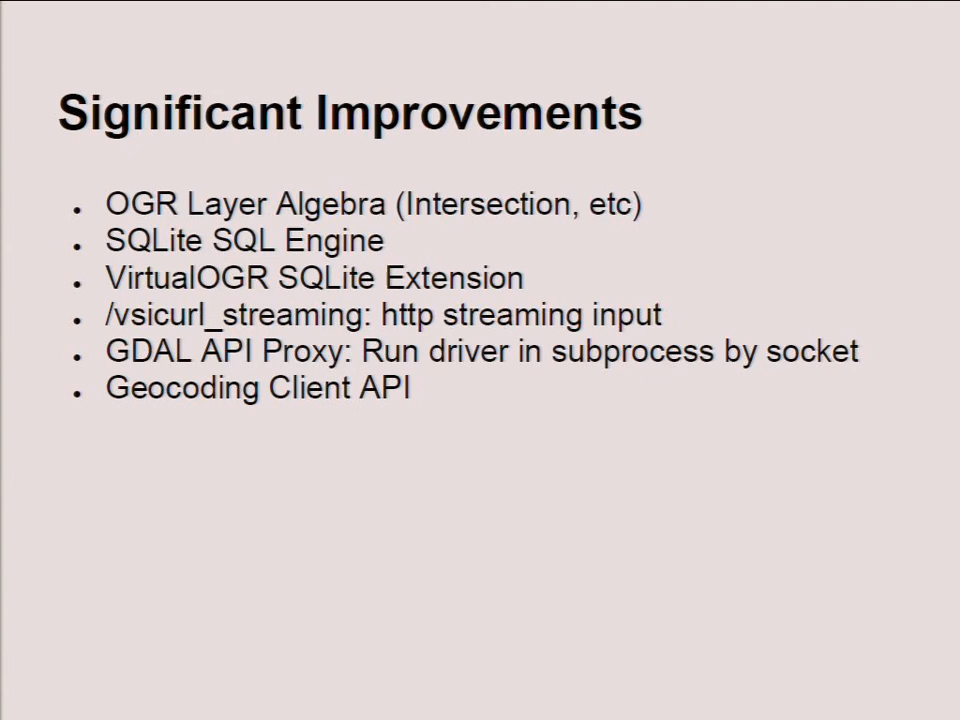 Significant Improvements
• OGR Layer Algebra (Intersection, etc)
• SQLite SQL Engine
• VirtualOGR SQLite Extension
• /vsicurl_streaming: http streaming input
• GDAL API Proxy: Run driver in subprocess by socket
• Geocoding Client API